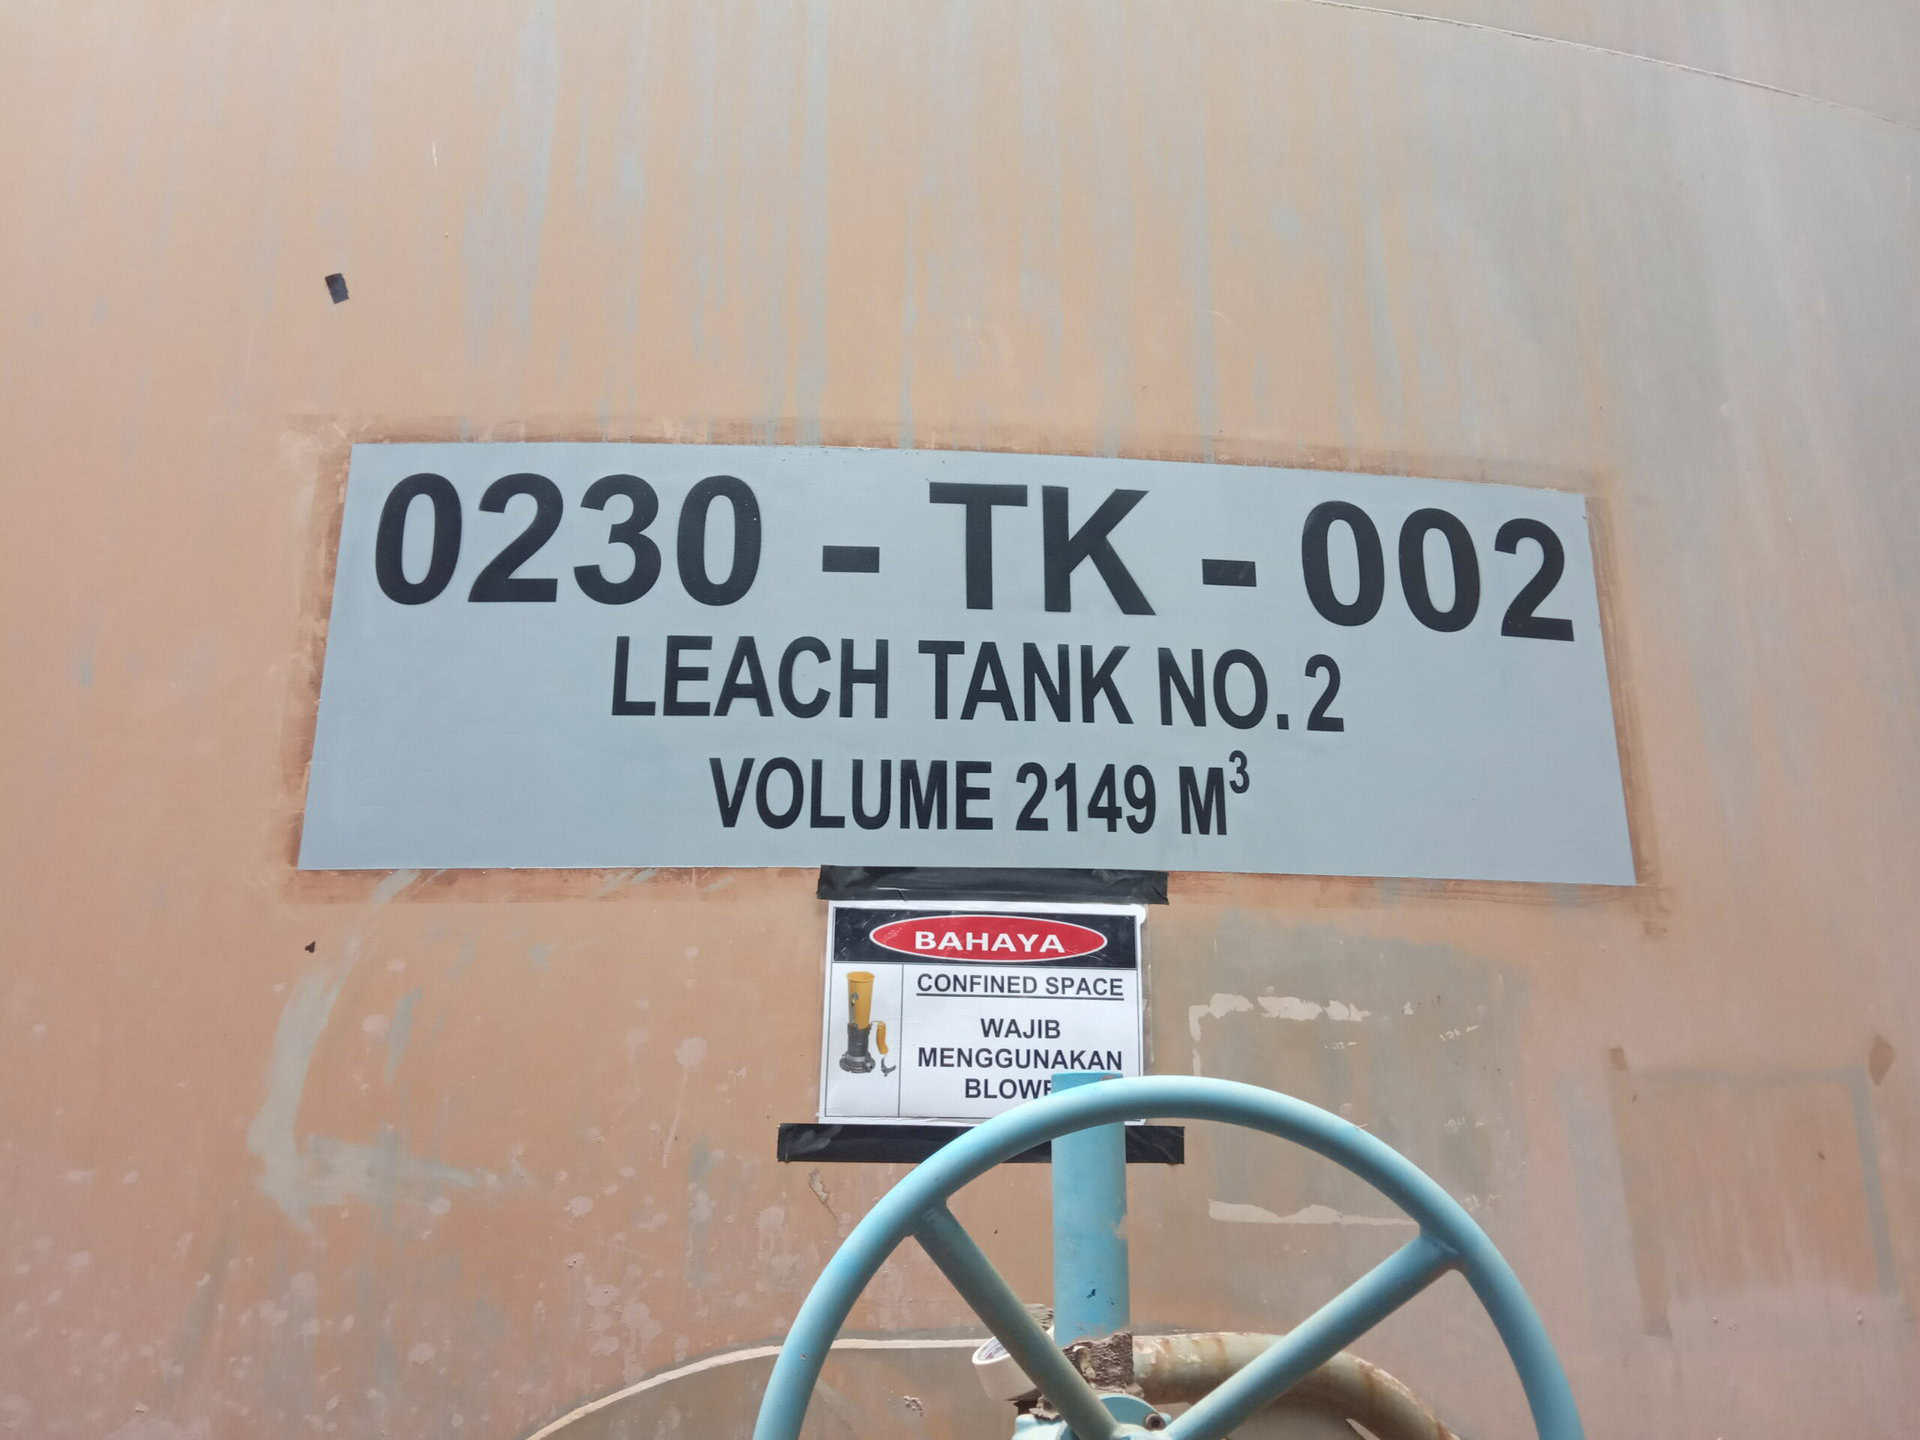 0230 - TK - 002
LEACH TANK NO. 2
VOLUME 2149 M³
BAHAYA
CONFINED SPACE
WAJIB
MENGGUNAKAN